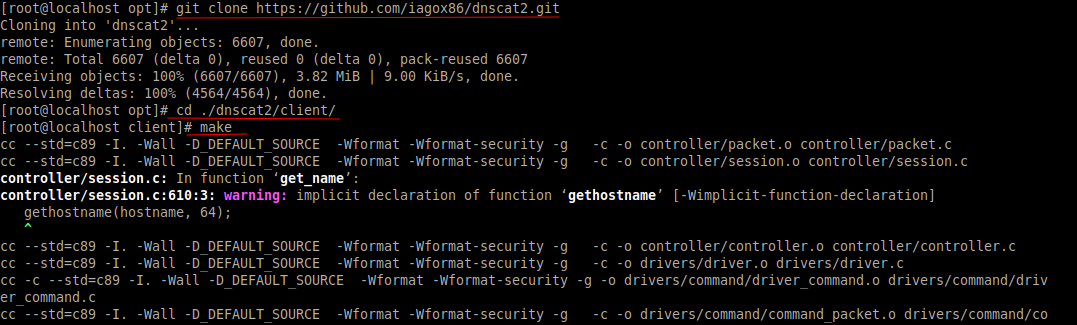 [root@localhost opt]# git clone https://github.com/iagox86/dnscat2.git
Cloning into 'dnscat2'...
remote: Enumerating objects: 6607, done.
remote: Total 6607 (delta 0), reused 0 (delta 0), pack-reused 6607
Receiving objects: 100% (6607/6607), 3.82 MiB | 9.00 KiB/s, done.
Resolving deltas: 100% (4564/4564), done.
[root@localhost opt]# cd ./dnscat2/client/
[root@localhost client]# make
cc --std=c89 -I. -Wall -D_DEFAULT_SOURCE  -Wformat -Wformat-security -g   -c -o controller/packet.o controller/packet.c
cc --std=c89 -I. -Wall -D_DEFAULT_SOURCE  -Wformat -Wformat-security -g   -c -o controller/session.o controller/session.c
controller/session.c: In function ‘get_name’:
controller/session.c:610:3: warning: implicit declaration of function ‘gethostname’ [-Wimplicit-function-declaration]
   gethostname(hostname, 64);
   ^
cc --std=c89 -I. -Wall -D_DEFAULT_SOURCE  -Wformat -Wformat-security -g   -c -o controller/controller.o controller/controller.c
cc --std=c89 -I. -Wall -D_DEFAULT_SOURCE  -Wformat -Wformat-security -g   -c -o drivers/driver.o drivers/driver.c
cc -c --std=c89 -I. -Wall -D_DEFAULT_SOURCE  -Wformat -Wformat-security -g -o drivers/command/driver_command.o drivers/command/driv
er_command.c
cc --std=c89 -I. -Wall -D_DEFAULT_SOURCE  -Wformat -Wformat-security -g   -c -o drivers/command/command_packet.o drivers/command/co